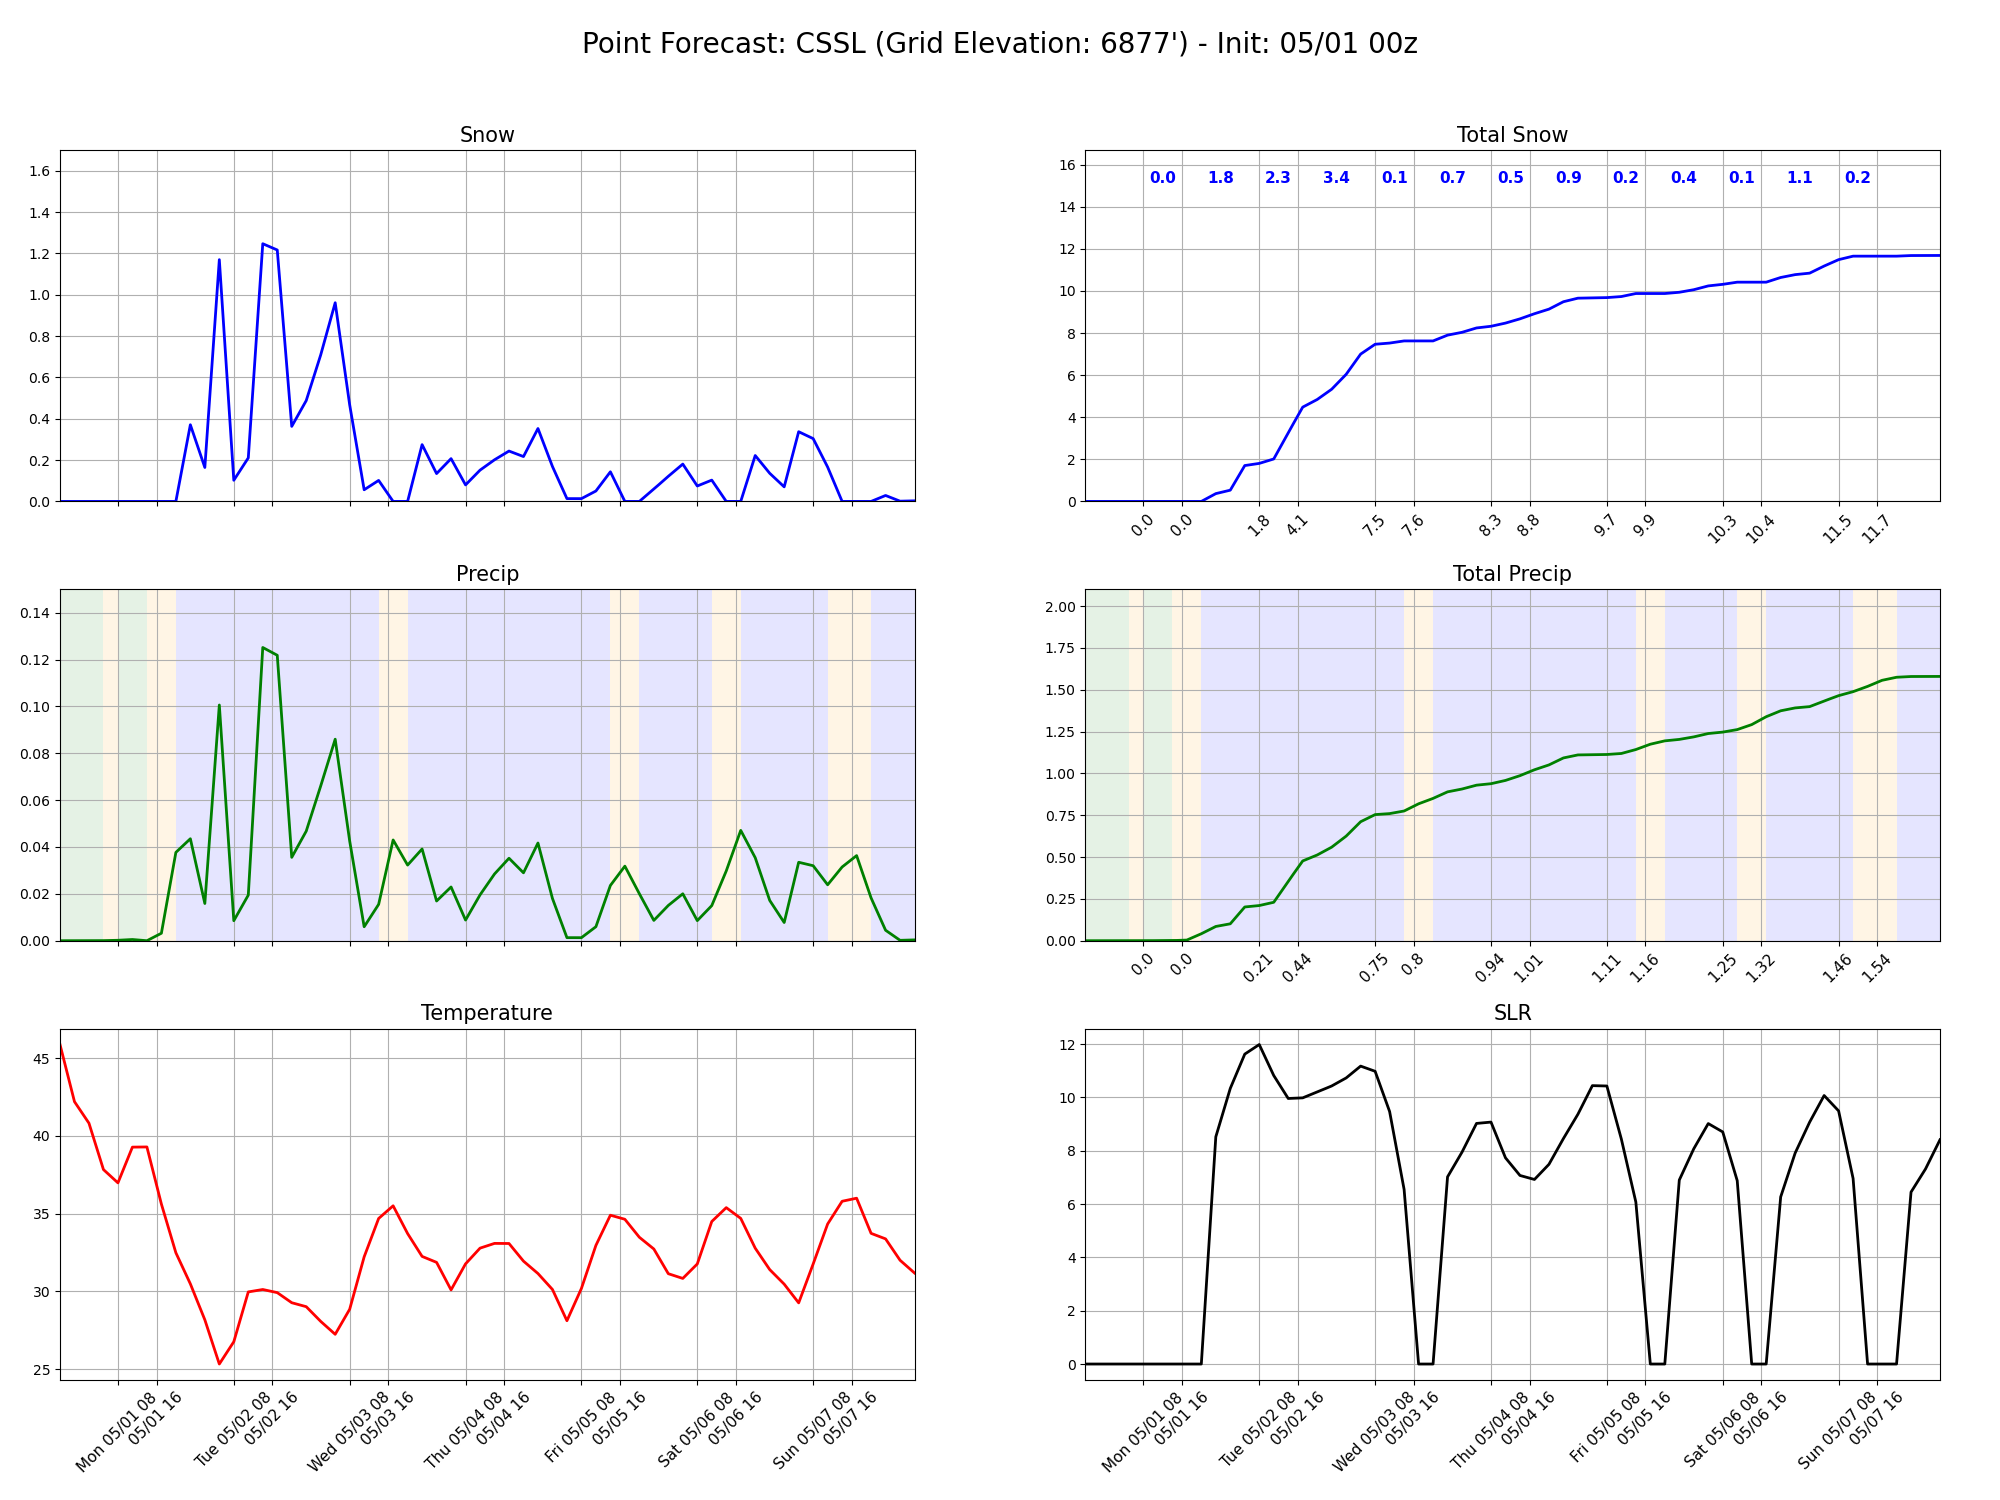 Point Forecast: CSSL (Grid Elevation: 6877') - Init: 05/01 00z
Snow
1.6
1.4
1.2
1.0
0.8
0.6
0.4
0.2
0.0
Total Snow
16
14
12
10
8
6
4
2
0
0.0 1.8 2.3 3.4 0.1 0.7 0.5 0.9 0.2 0.4 0.1 1.1 0.2
0.0 0.0 1.8 4.1 7.5 7.6 8.3 8.8 9.7 9.9 10.3 10.4 11.5 11.7
Precip
0.14
0.12
0.10
0.08
0.06
0.04
0.02
0.00
Total Precip
2.00
1.75
1.50
1.25
1.00
0.75
0.50
0.25
0.00
0.0 0.0 0.21 0.44 0.75 0.8 0.94 1.01 1.11 1.16 1.25 1.32 1.46 1.54
Temperature
45
40
35
30
25
Mon 05/01 08
05/01 16
Tue 05/02 08
05/02 16
Wed 05/03 08
05/03 16
Thu 05/04 08
05/04 16
Fri 05/05 08
05/05 16
Sat 05/06 08
05/06 16
Sun 05/07 08
05/07 16
SLR
12
10
8
6
4
2
0
Mon 05/01 08
05/01 16
Tue 05/02 08
05/02 16
Wed 05/03 08
05/03 16
Thu 05/04 08
05/04 16
Fri 05/05 08
05/05 16
Sat 05/06 08
05/06 16
Sun 05/07 08
05/07 16